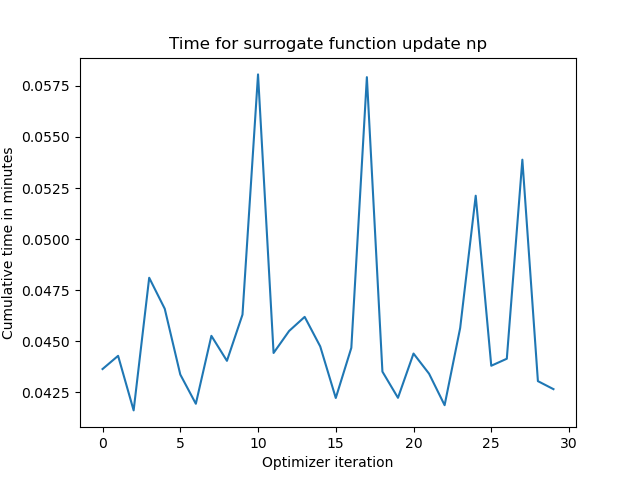 Time for surrogate function update np
Cumulative time in minutes
0.0575
0.0550
0.0525
0.0500
0.0475
0.0450
0.0425
0 5 10 15 20 25 30
Optimizer iteration